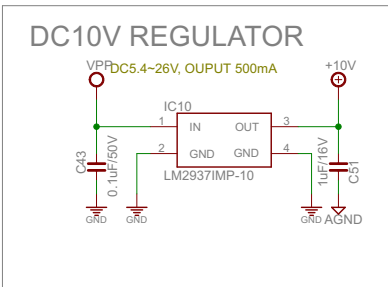 DC10V REGULATOR
VPP
DC5.4~26V, OUPUT 500mA
+10V
IC10
1
IN
OUT
3
2
GND
GND
4
LM2937IMP-10
C43
0.1uF/50V
1uF/16V
C51
GND
GND
GND
AGND